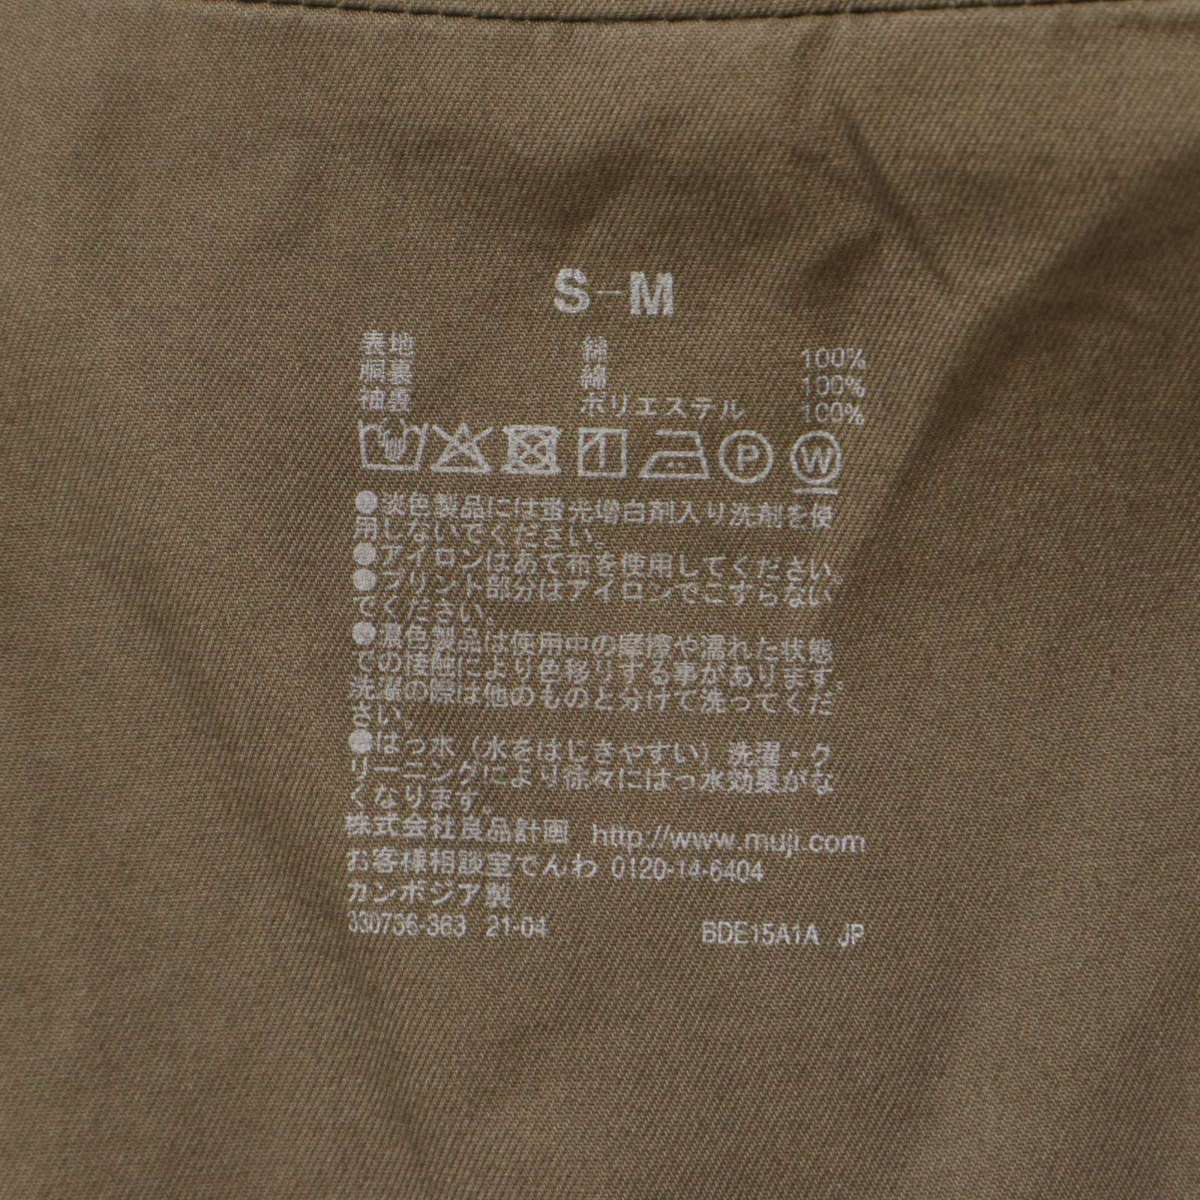 S-M
表地 綿 100%
胴裏 綿 100%
袖裏 ポリエステル 100%
P W
●淡色製品には蛍光増白剤入り洗剤を使
用しないでください。
●アイロンはあて布を使用してください。
●プリント部分はアイロンでこすらない
でください。
●濃色製品は使用中の摩擦や濡れた状態
での接触により色移りする事があります。
洗濯の際は他のものと分けて洗ってくだ
さい。
●はっ水（水をはじきやすい）洗濯・ク
リーニングにより徐々にはっ水効果がな
くなります。
株式会社良品計画 http://www.muji.com
お客様相談室でんわ 0120-14-6404
カンボジア製
330736-363 21-04 BDE15A1A JP